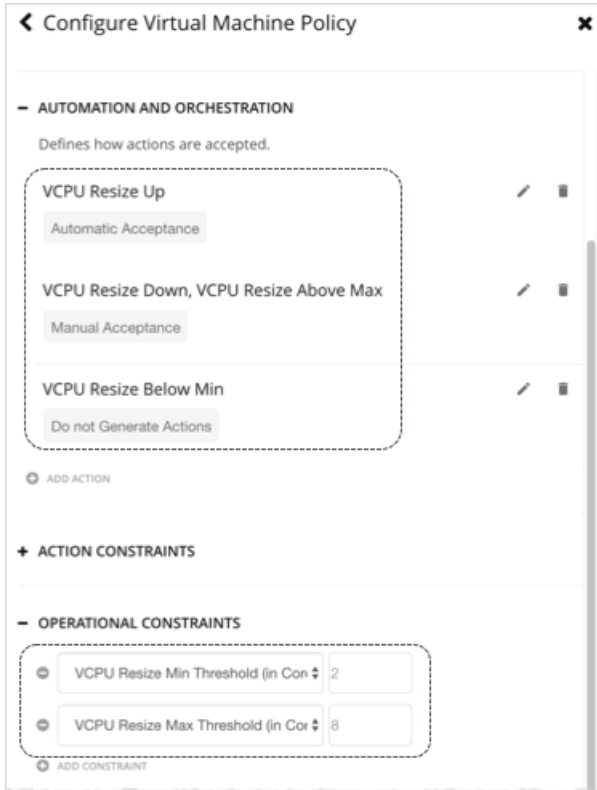 Configure Virtual Machine Policy
AUTOMATION AND ORCHESTRATION
Defines how actions are accepted.
VCPU Resize Up
Automatic Acceptance
VCPU Resize Down, VCPU Resize Above Max
Manual Acceptance
VCPU Resize Below Min
Do not Generate Actions
ADD ACTION
ACTION CONSTRAINTS
OPERATIONAL CONSTRAINTS
VCPU Resize Min Threshold (in Cor 2
VCPU Resize Max Threshold (in Cor 8
ADD CONSTRAINT